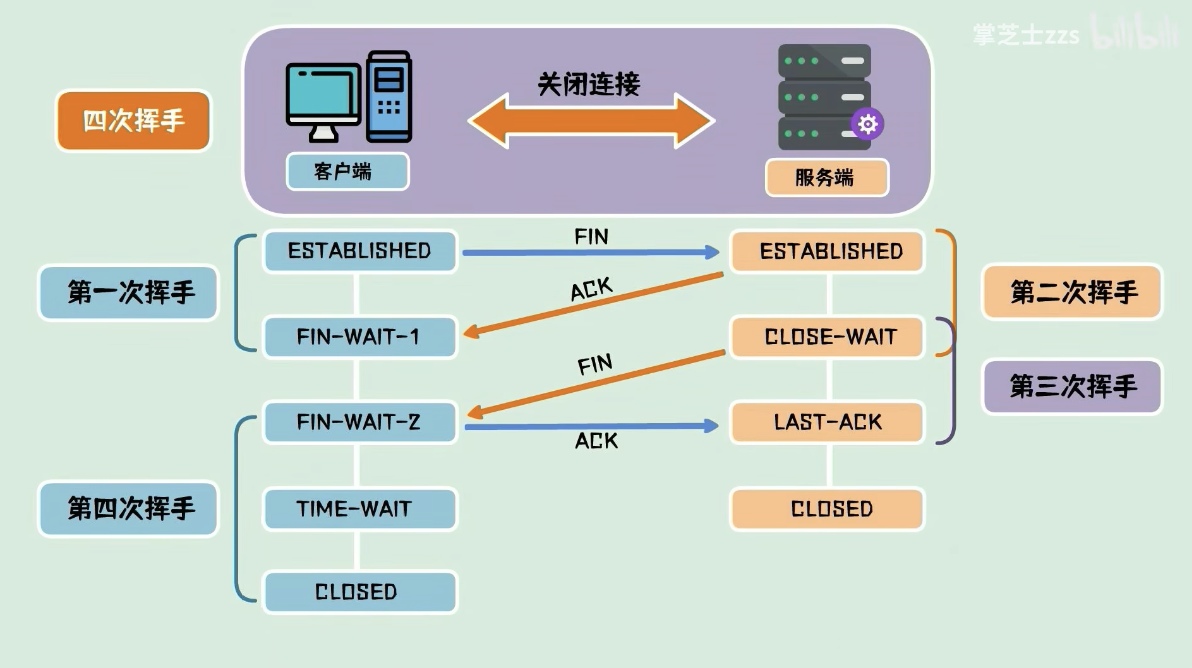 掌芝士zzs bilibili
四次挥手
关闭连接
客户端
服务端
ESTABLISHED
FIN
ESTABLISHED
第一次挥手
ACK
第二次挥手
FIN-WAIT-1
CLOSE-WAIT
FIN
第三次挥手
FIN-WAIT-2
ACK
LAST-ACK
第四次挥手
TIME-WAIT
CLOSED
CLOSED